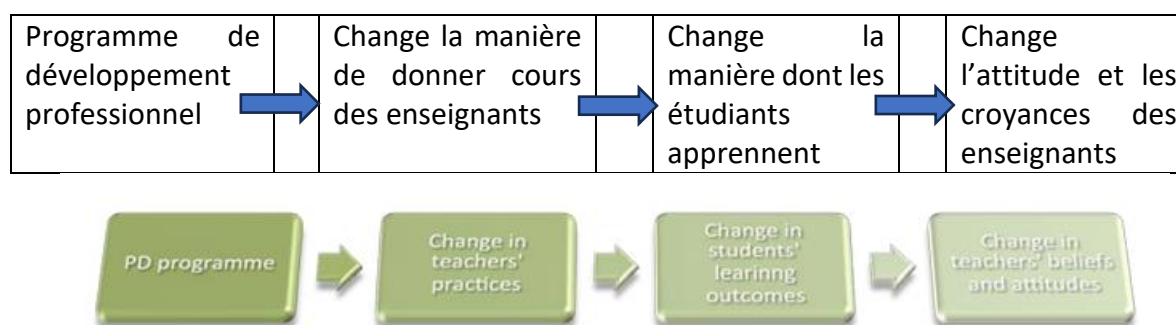 Programme de
développement
professionnel
Change la manière
de donner cours
des enseignants
Change la
manière dont les
étudiants
apprennent
Change
l’attitude et les
croyances des
enseignants
PD programme
Change in
teachers'
practices
Change in
students'
learinng
outcomes
Change in
teachers' beliefs
and attitudes